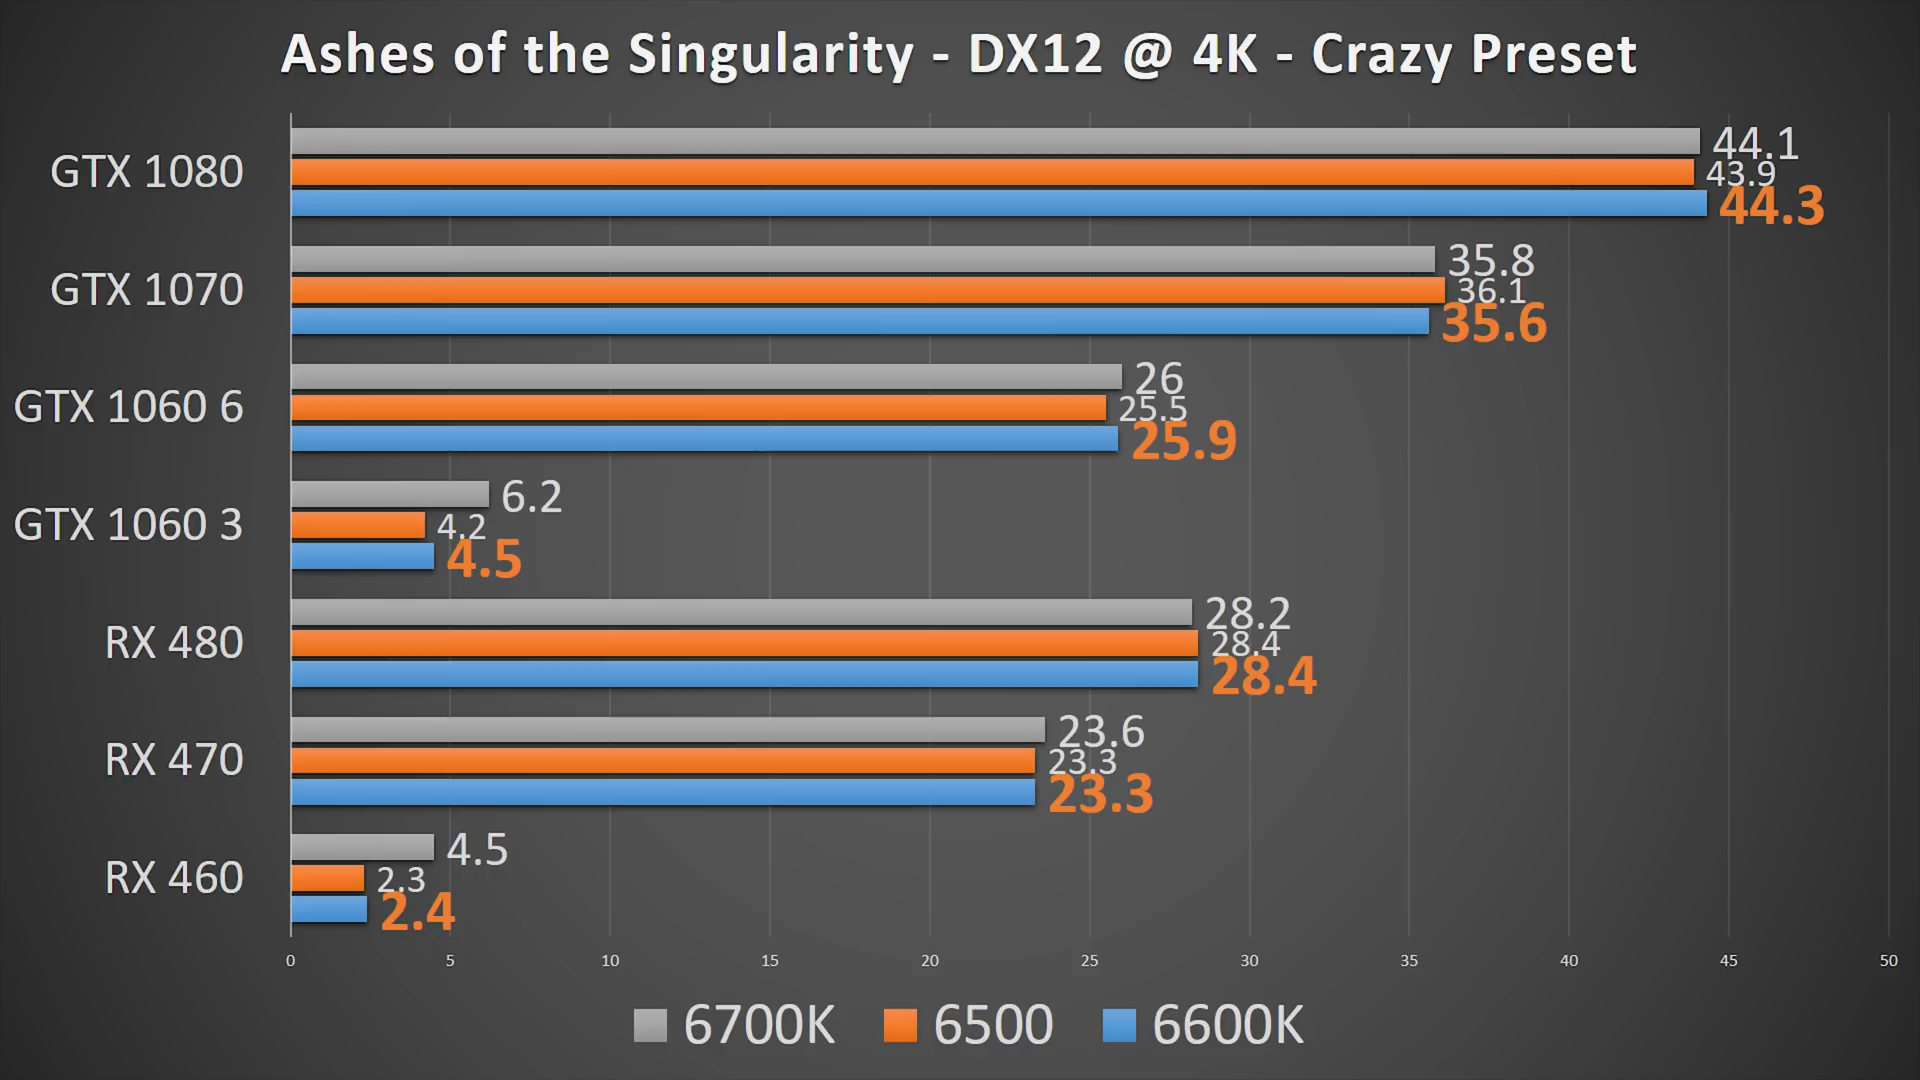 Ashes of the Singularity - DX12 @ 4K - Crazy Preset
GTX 1080
44.1
43.9
44.3
GTX 1070
35.8
36.1
35.6
GTX 1060 6
26
25.5
25.9
GTX 1060 3
6.2
4.2
4.5
RX 480
28.2
28.4
28.4
RX 470
23.6
23.3
23.3
RX 460
4.5
2.3
2.4
0 5 10 15 20 25 30 35 40 45 50
6700K 6500 6600K